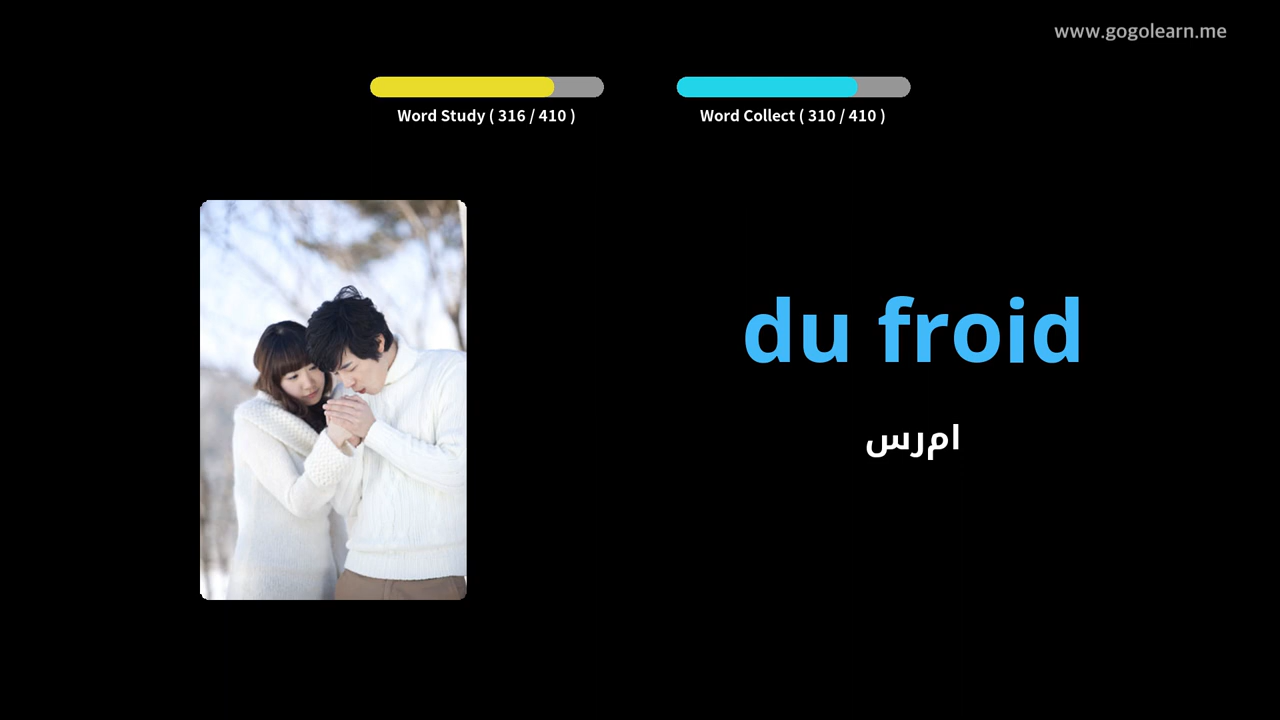 www.gogolearn.me
Word Study ( 316 / 410 )
Word Collect ( 310 / 410 )
du froid
امرس